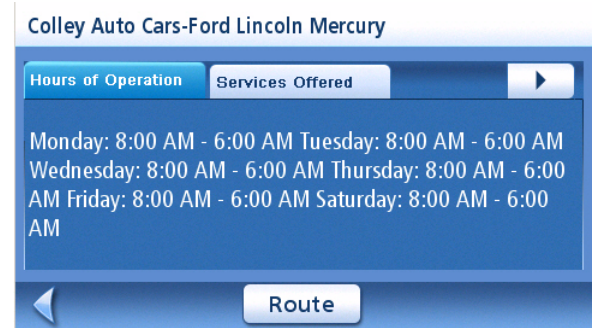 Colley Auto Cars-Ford Lincoln Mercury
Hours of Operation Services Offered
Monday: 8:00 AM - 6:00 AM Tuesday: 8:00 AM - 6:00 AM
Wednesday: 8:00 AM - 6:00 AM Thursday: 8:00 AM - 6:00
AM Friday: 8:00 AM - 6:00 AM Saturday: 8:00 AM - 6:00
AM
Route